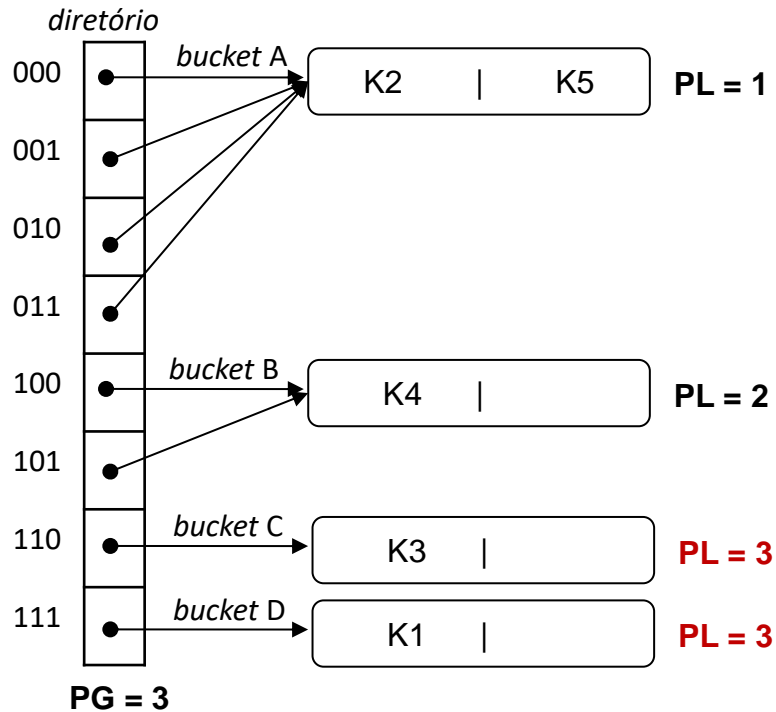 diretório
000 bucket A K2 | K5 PL = 1
001
010
011
100 bucket B K4 | PL = 2
101
110 bucket C K3 | PL = 3
111 bucket D K1 | PL = 3
PG = 3